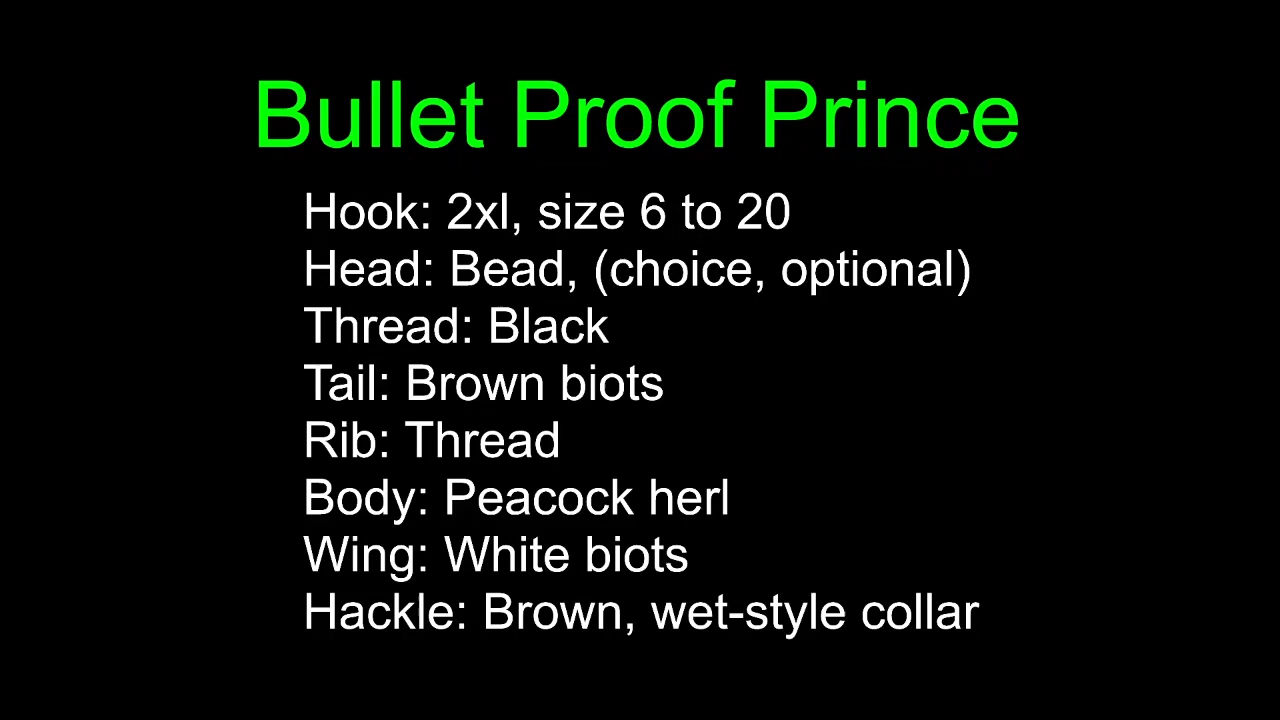 Bullet Proof Prince
Hook: 2xl, size 6 to 20
Head: Bead, (choice, optional)
Thread: Black
Tail: Brown biots
Rib: Thread
Body: Peacock herl
Wing: White biots
Hackle: Brown, wet-style collar